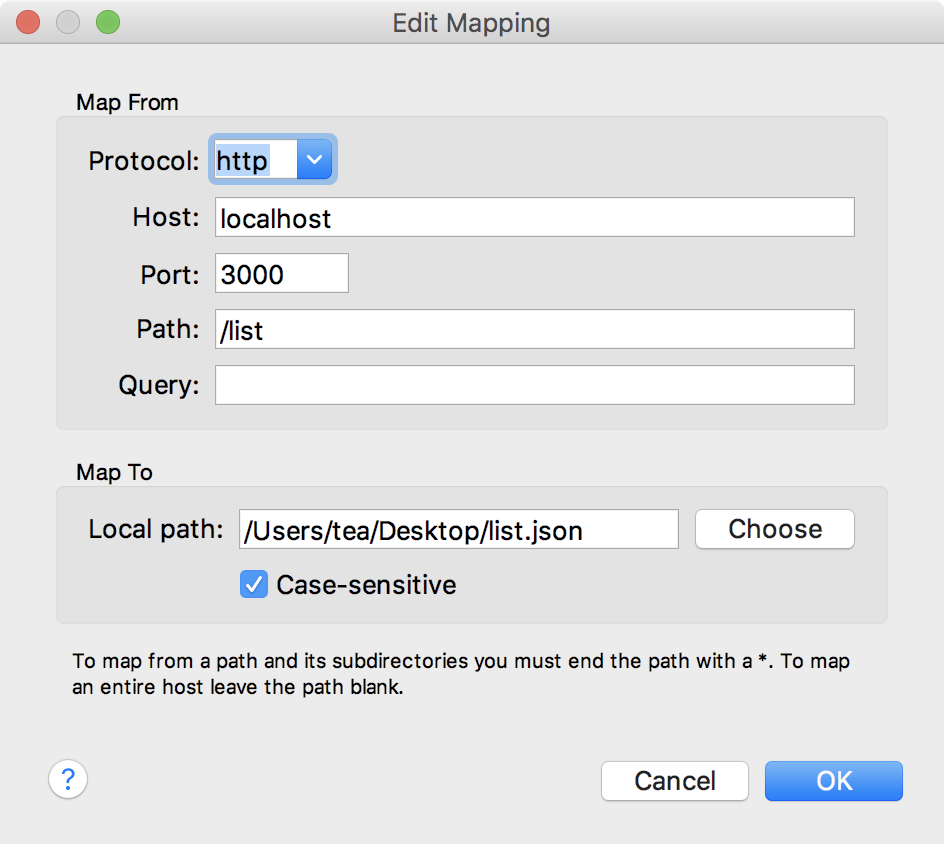 Edit Mapping
Map From
Protocol: http
Host: localhost
Port: 3000
Path: /list
Query:
Map To
Local path: /Users/tea/Desktop/list.json Choose
Case-sensitive
To map from a path and its subdirectories you must end the path with a *. To map
an entire host leave the path blank.
? Cancel OK